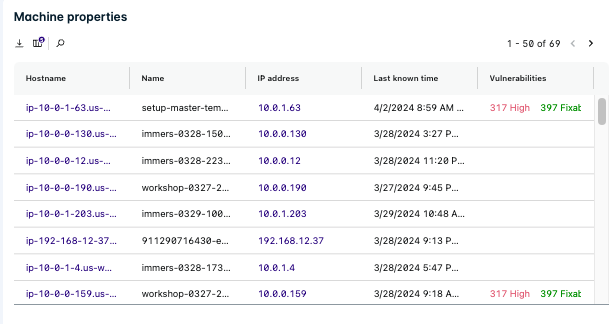 Machine properties
1 - 50 of 69
Hostname Name IP address Last known time Vulnerabilities
ip-10-0-1-63.us-... setup-master-tem... 10.0.1.63 4/2/2024 8:59 AM ... 317 High 397 Fixab
ip-10-0-0-130.us-... immers-0328-150... 10.0.0.130 3/28/2024 3:27 P...
ip-10-0-0-12.us-... immers-0328-223... 10.0.0.12 3/28/2024 11:20 P...
ip-10-0-0-190.us-... workshop-0327-2... 10.0.0.190 3/27/2024 9:45 P...
ip-10-0-1-203.us-... immers-0329-100... 10.0.1.203 3/29/2024 10:48 A...
ip-192-168-12-37... 911290716430-e... 192.168.12.37 3/28/2024 9:13 P...
ip-10-0-1-4.us-w... immers-0328-173... 10.0.1.4 3/28/2024 5:47 P...
ip-10-0-0-159.us-... workshop-0327-2... 10.0.0.159 3/28/2024 9:18 A... 317 High 397 Fixab